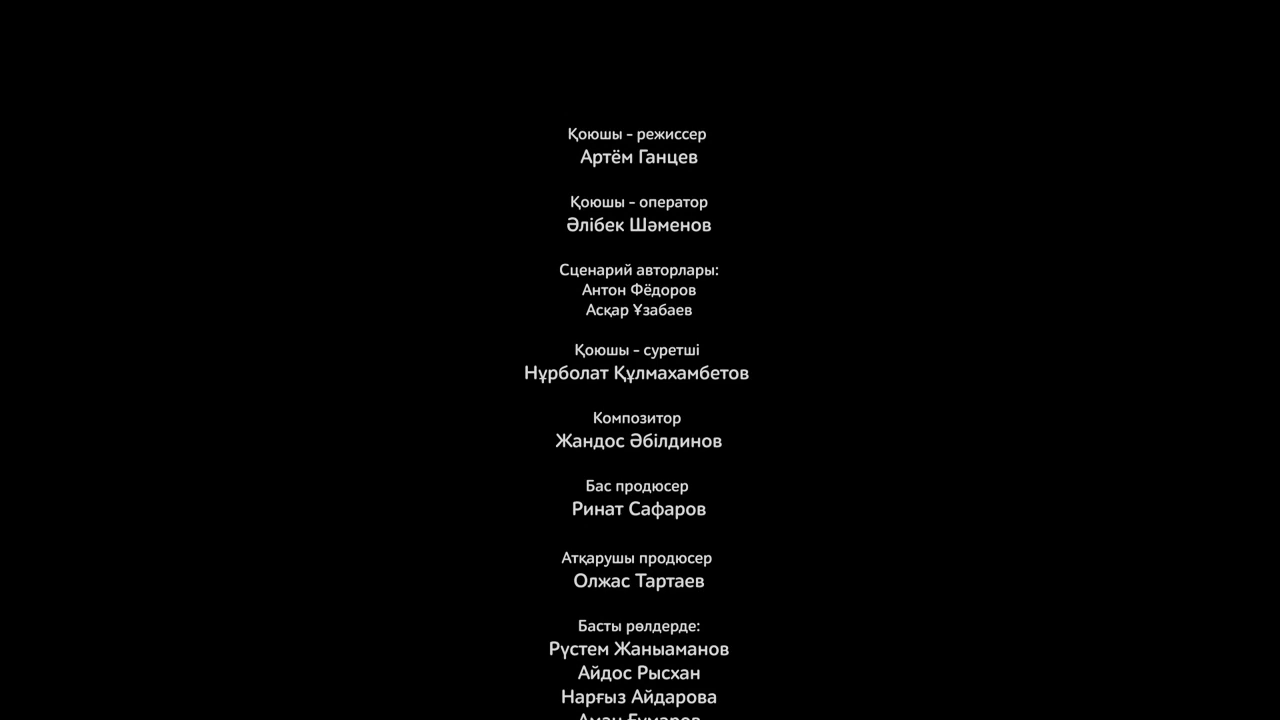 Қоюшы - режиссер
Артём Ганцев
Қоюшы - оператор
Әлібек Шәменов
Сценарий авторлары:
Антон Фёдоров
Асқар Ұзабаев
Қоюшы - суретші
Нұрболат Құлмахамбетов
Композитор
Жандос Әбілдинов
Бас продюсер
Ринат Сафаров
Атқарушы продюсер
Олжас Тартаев
Басты рөлдерде:
Рүстем Жаныаманов
Айдос Рысхан
Нарғыз Айдарова